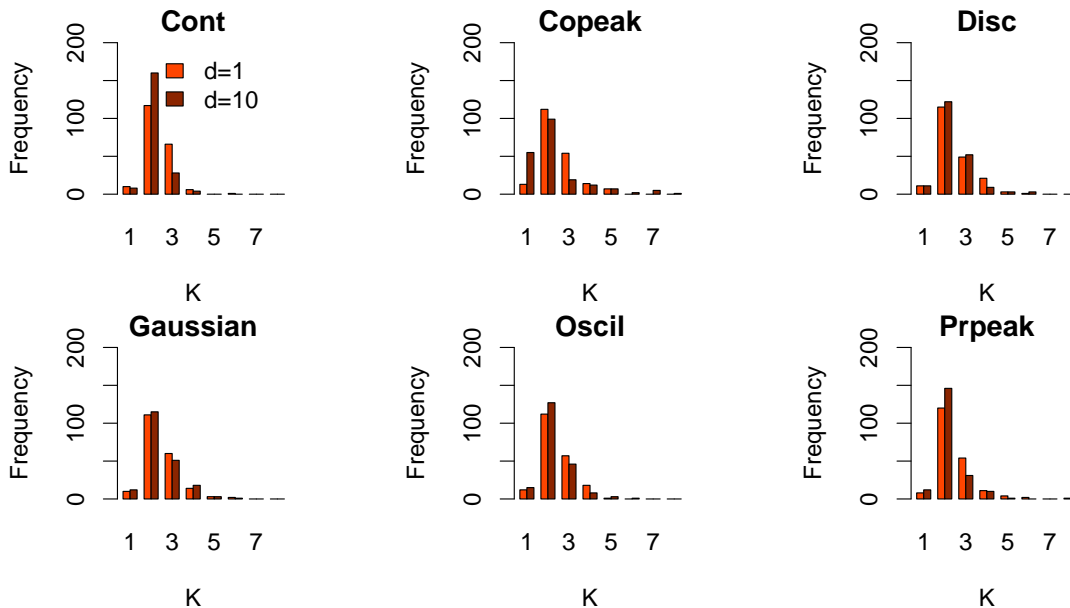 Cont
Frequency
0
100
200
d=1
d=10
1 3 5 7
K
Copeak
Frequency
0
100
200
1 3 5 7
K
Disc
Frequency
0
100
200
1 3 5 7
K
Gaussian
Frequency
0
100
200
1 3 5 7
K
Oscil
Frequency
0
100
200
1 3 5 7
K
Prpeak
Frequency
0
100
200
1 3 5 7
K